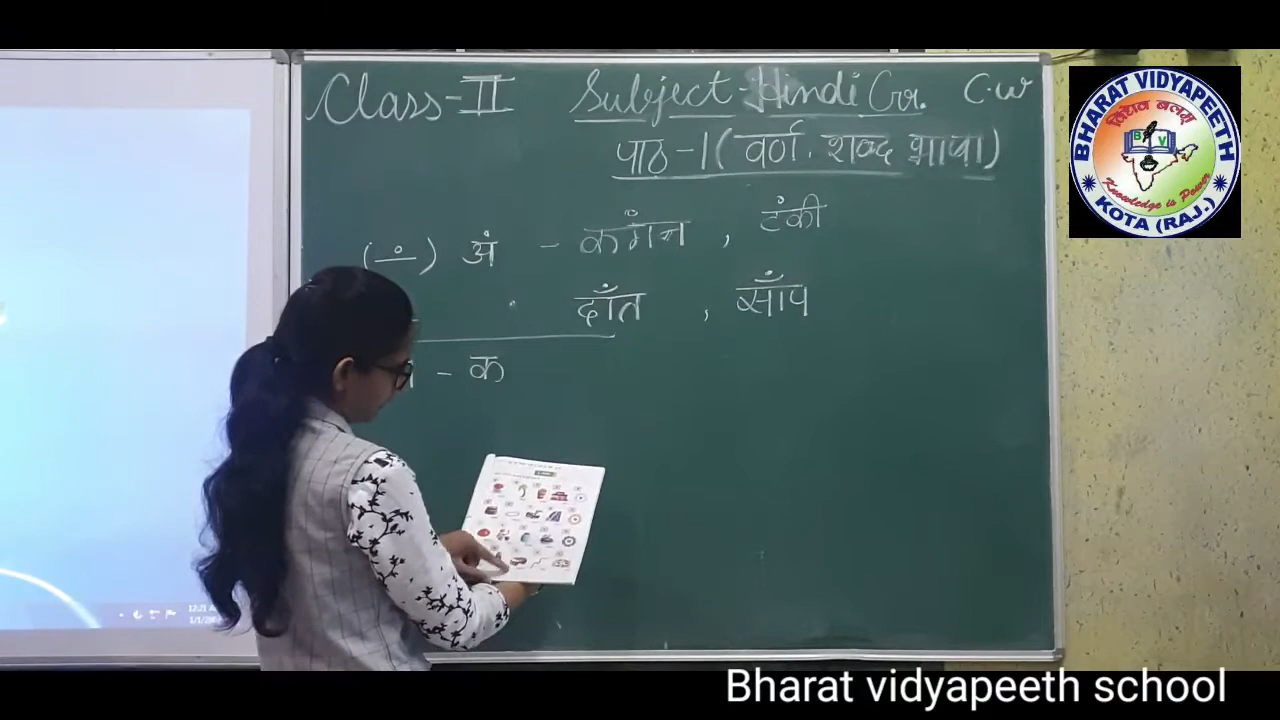 Class-II Subject-Hindi Gr. C.w
पाठ-1 (वर्ण, शब्द भाषा)
(ं) अं - कंगन, टंकी
दाँत, साँप
- क
BHARAT VIDYAPEETH
विद्यैव बलम्
B V
Knowledge is Power
KOTA (RAJ.)
Bharat vidyapeeth school